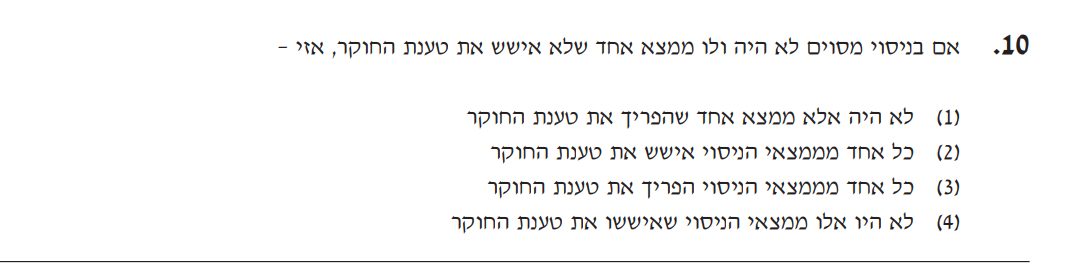 10. אם בניסוי מסוים לא היה ולו ממצא אחד שלא אישש את טענת החוקר, אזי -
(1) לא היה אלא ממצא אחד שהפריך את טענת החוקר
(2) כל אחד מממצאי הניסוי אישש את טענת החוקר
(3) כל אחד מממצאי הניסוי הפריך את טענת החוקר
(4) לא היו אלו ממצאי הניסוי שאיששו את טענת החוקר